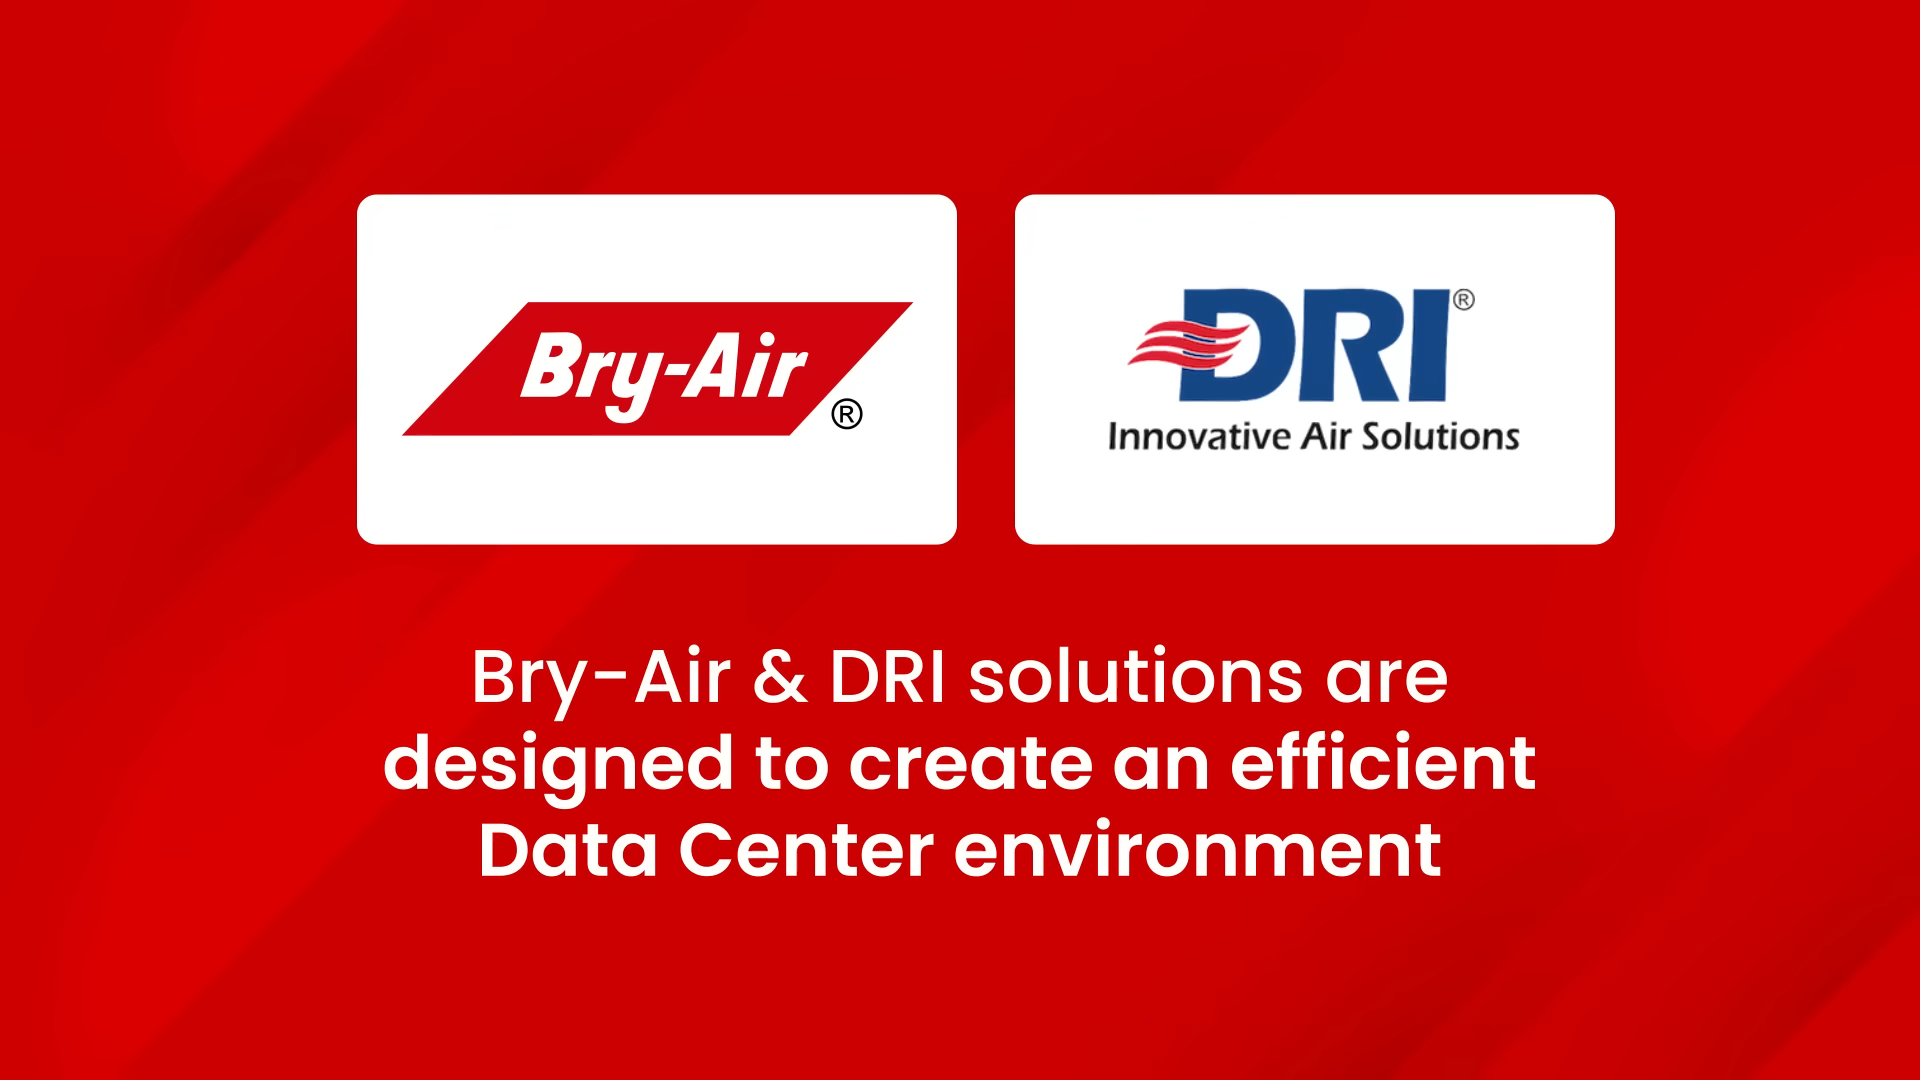 Bry-Air ®
DRI ®
Innovative Air Solutions
Bry-Air & DRI solutions are
designed to create an efficient
Data Center environment